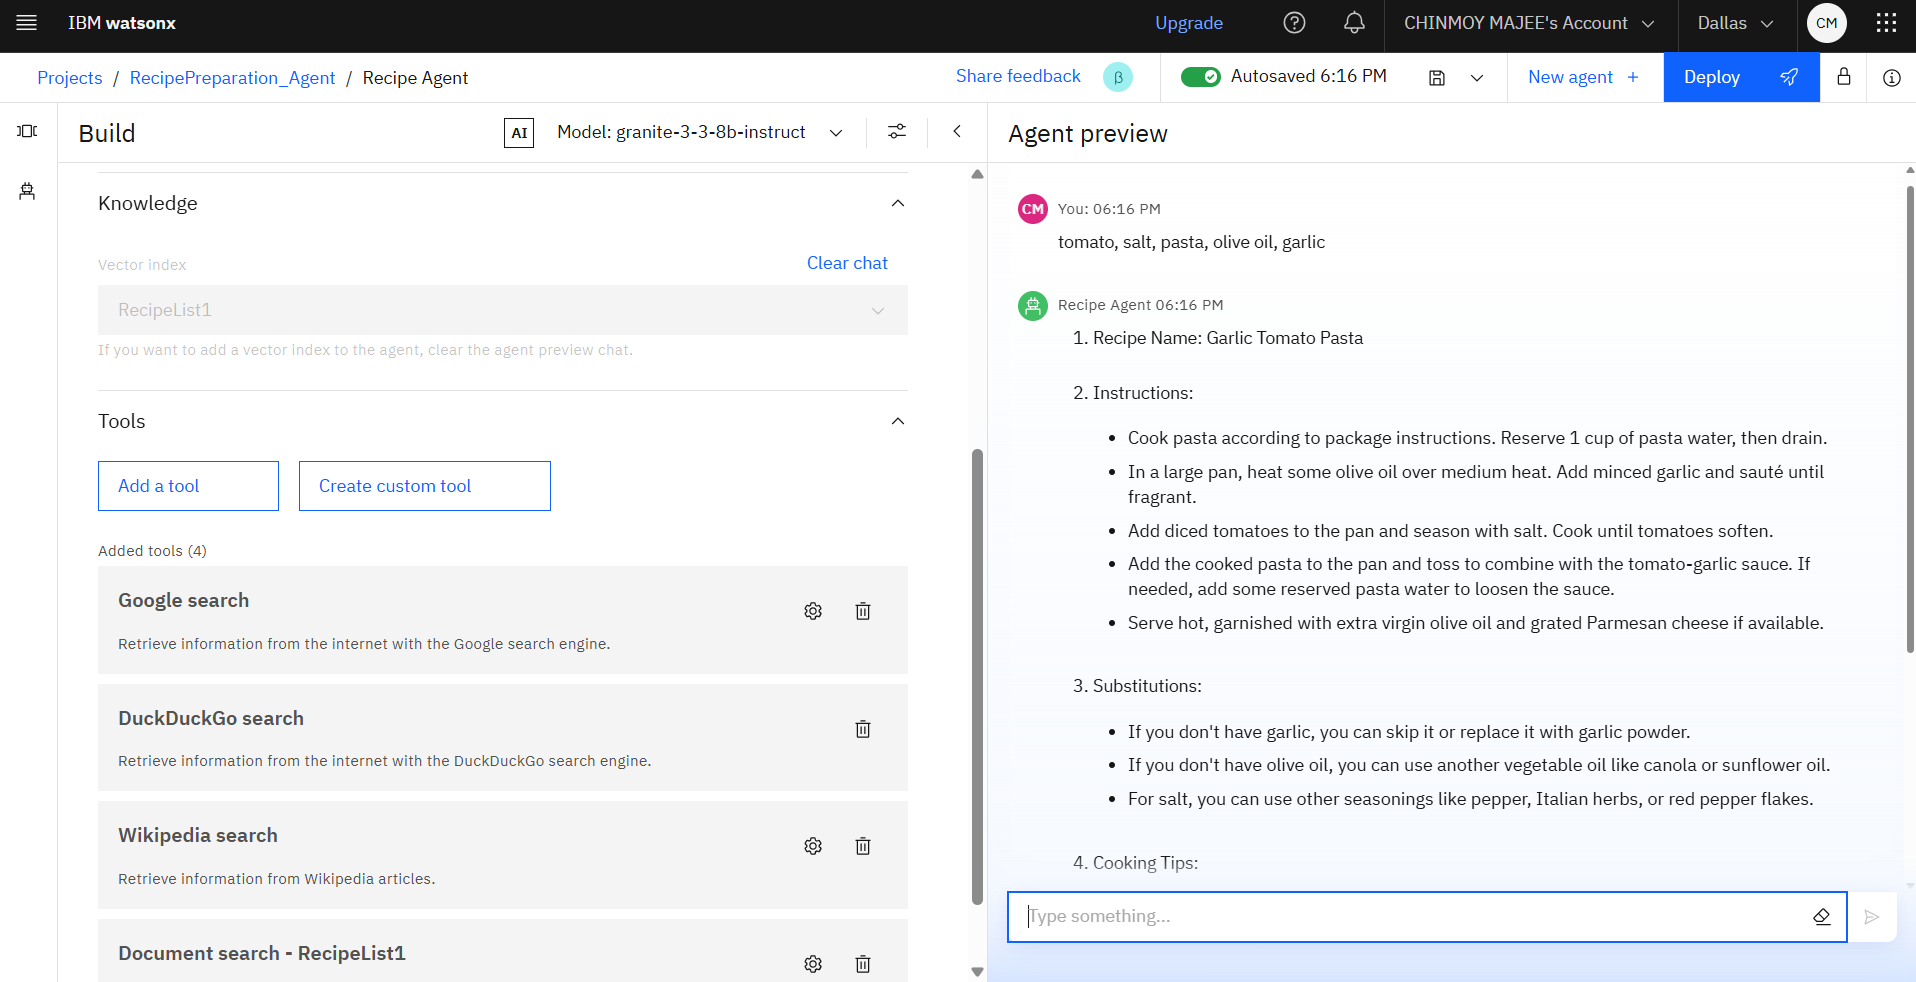 IBM watsonx
Upgrade
CHINMOY MAJEE's Account
Dallas
CM
Projects / RecipePreparation_Agent / Recipe Agent
Share feedback
β
Autosaved 6:16 PM
New agent +
Deploy
Build
AI
Model: granite-3-3-8b-instruct
Knowledge
Vector index
Clear chat
RecipeList1
If you want to add a vector index to the agent, clear the agent preview chat.
Tools
Add a tool
Create custom tool
Added tools (4)
Google search
Retrieve information from the internet with the Google search engine.
DuckDuckGo search
Retrieve information from the internet with the DuckDuckGo search engine.
Wikipedia search
Retrieve information from Wikipedia articles.
Document search - RecipeList1
Agent preview
CM
You: 06:16 PM
tomato, salt, pasta, olive oil, garlic
Recipe Agent 06:16 PM
1. Recipe Name: Garlic Tomato Pasta
2. Instructions:
• Cook pasta according to package instructions. Reserve 1 cup of pasta water, then drain.
• In a large pan, heat some olive oil over medium heat. Add minced garlic and sauté until
fragrant.
• Add diced tomatoes to the pan and season with salt. Cook until tomatoes soften.
• Add the cooked pasta to the pan and toss to combine with the tomato-garlic sauce. If
needed, add some reserved pasta water to loosen the sauce.
• Serve hot, garnished with extra virgin olive oil and grated Parmesan cheese if available.
3. Substitutions:
• If you don't have garlic, you can skip it or replace it with garlic powder.
• If you don't have olive oil, you can use another vegetable oil like canola or sunflower oil.
• For salt, you can use other seasonings like pepper, Italian herbs, or red pepper flakes.
4. Cooking Tips:
Type something...